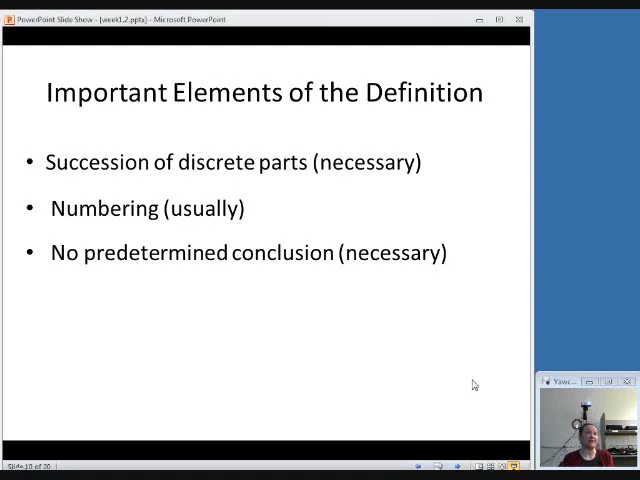 PowerPoint Slide Show - [week1.2.pptx] - Microsoft PowerPoint
Important Elements of the Definition
• Succession of discrete parts (necessary)
• Numbering (usually)
• No predetermined conclusion (necessary)
Yawc...
Slide 10 of 20